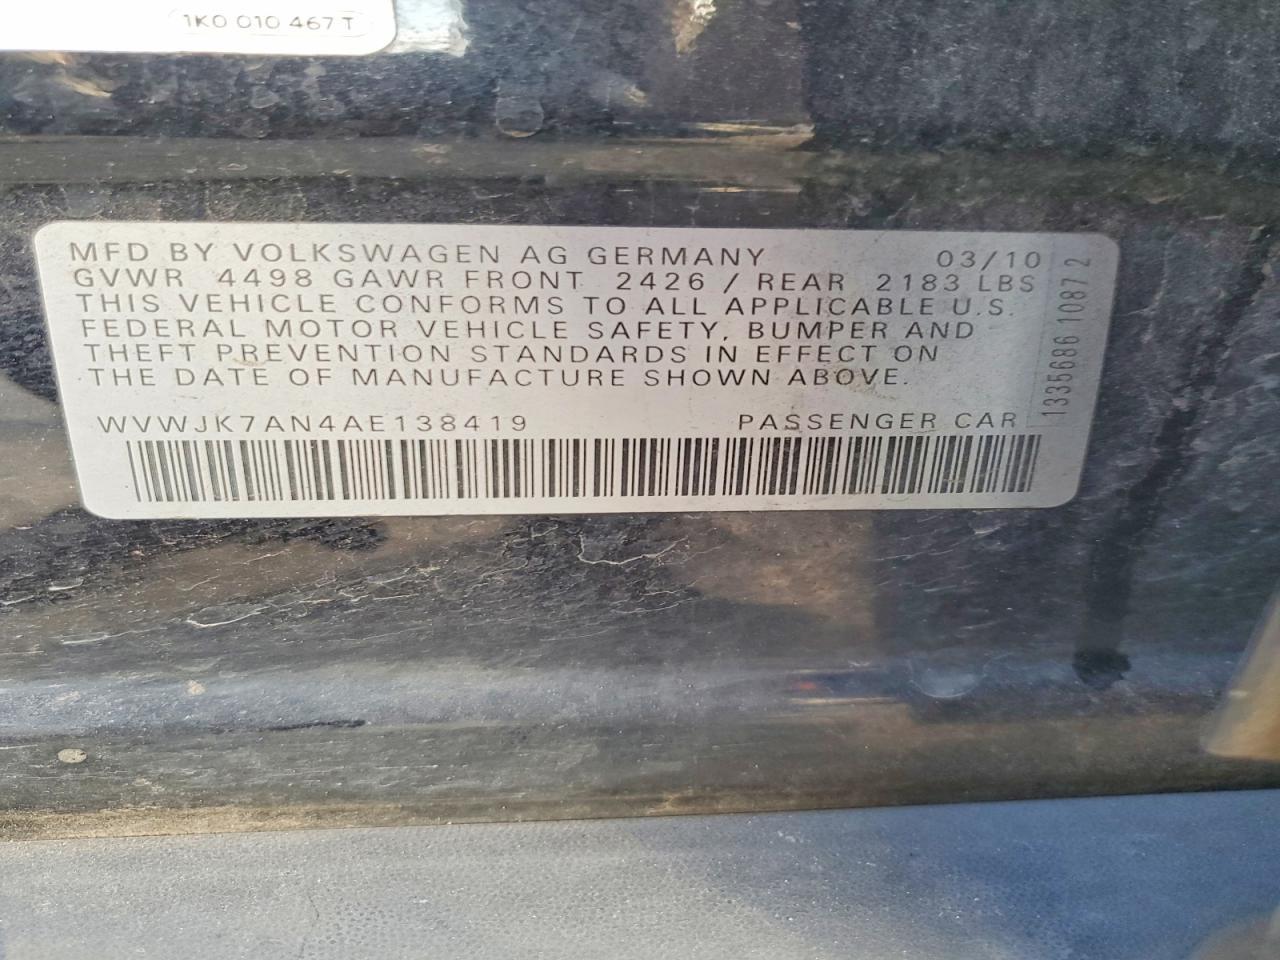 1K0 010 467 T
MFD BY VOLKSWAGEN AG GERMANY 03/10
GVWR 4498 GAWR FRONT 2426 / REAR 2183 LBS
THIS VEHICLE CONFORMS TO ALL APPLICABLE U.S.
FEDERAL MOTOR VEHICLE SAFETY, BUMPER AND
THEFT PREVENTION STANDARDS IN EFFECT ON
THE DATE OF MANUFACTURE SHOWN ABOVE.
WVWJK7AN4AE138419 PASSENGER CAR
1335686 1087 2